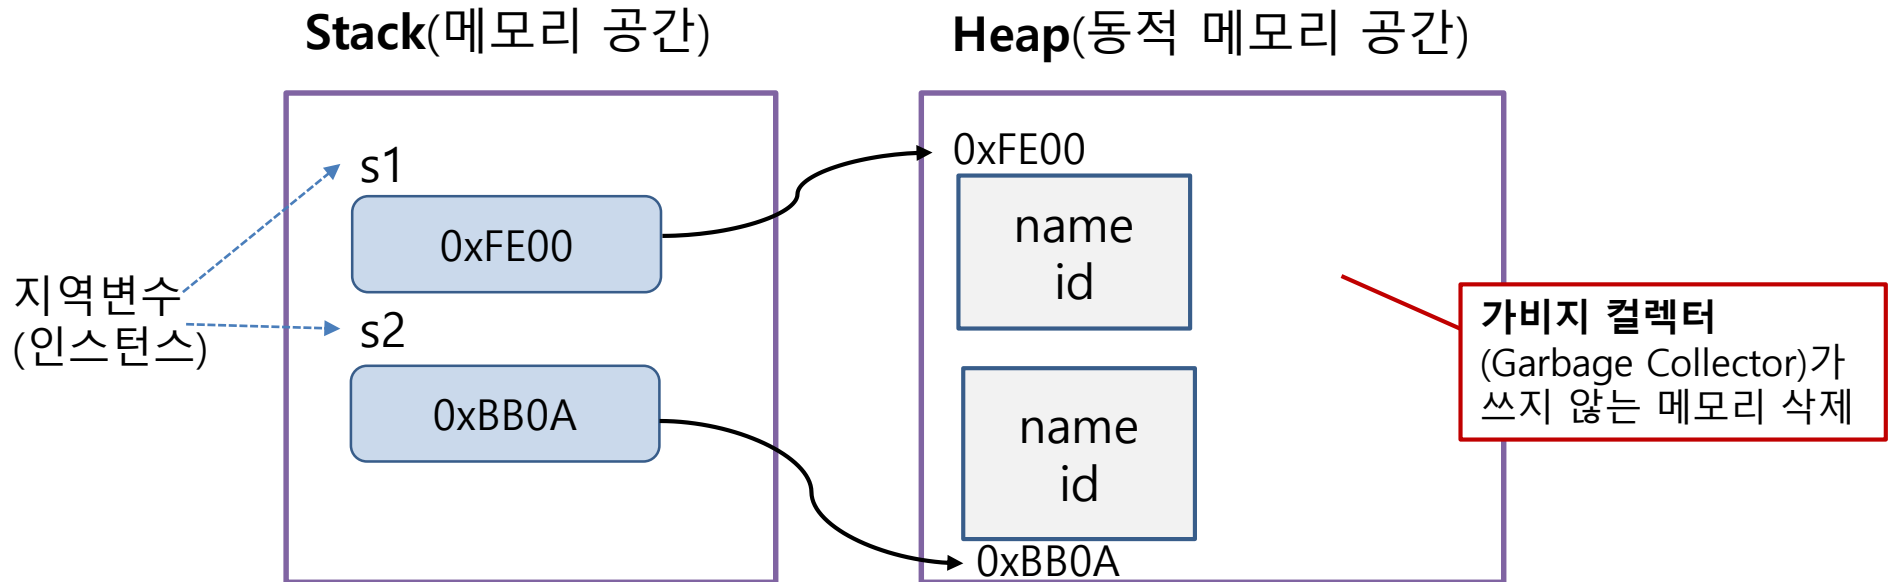 Stack(메모리 공간)
Heap(동적 메모리 공간)
지역변수
(인스턴스)
s1
0xFE00
s2
0xBB0A
0xFE00
name
id
name
id
0xBB0A
가비지 컬렉터
(Garbage Collector)가
쓰지 않는 메모리 삭제